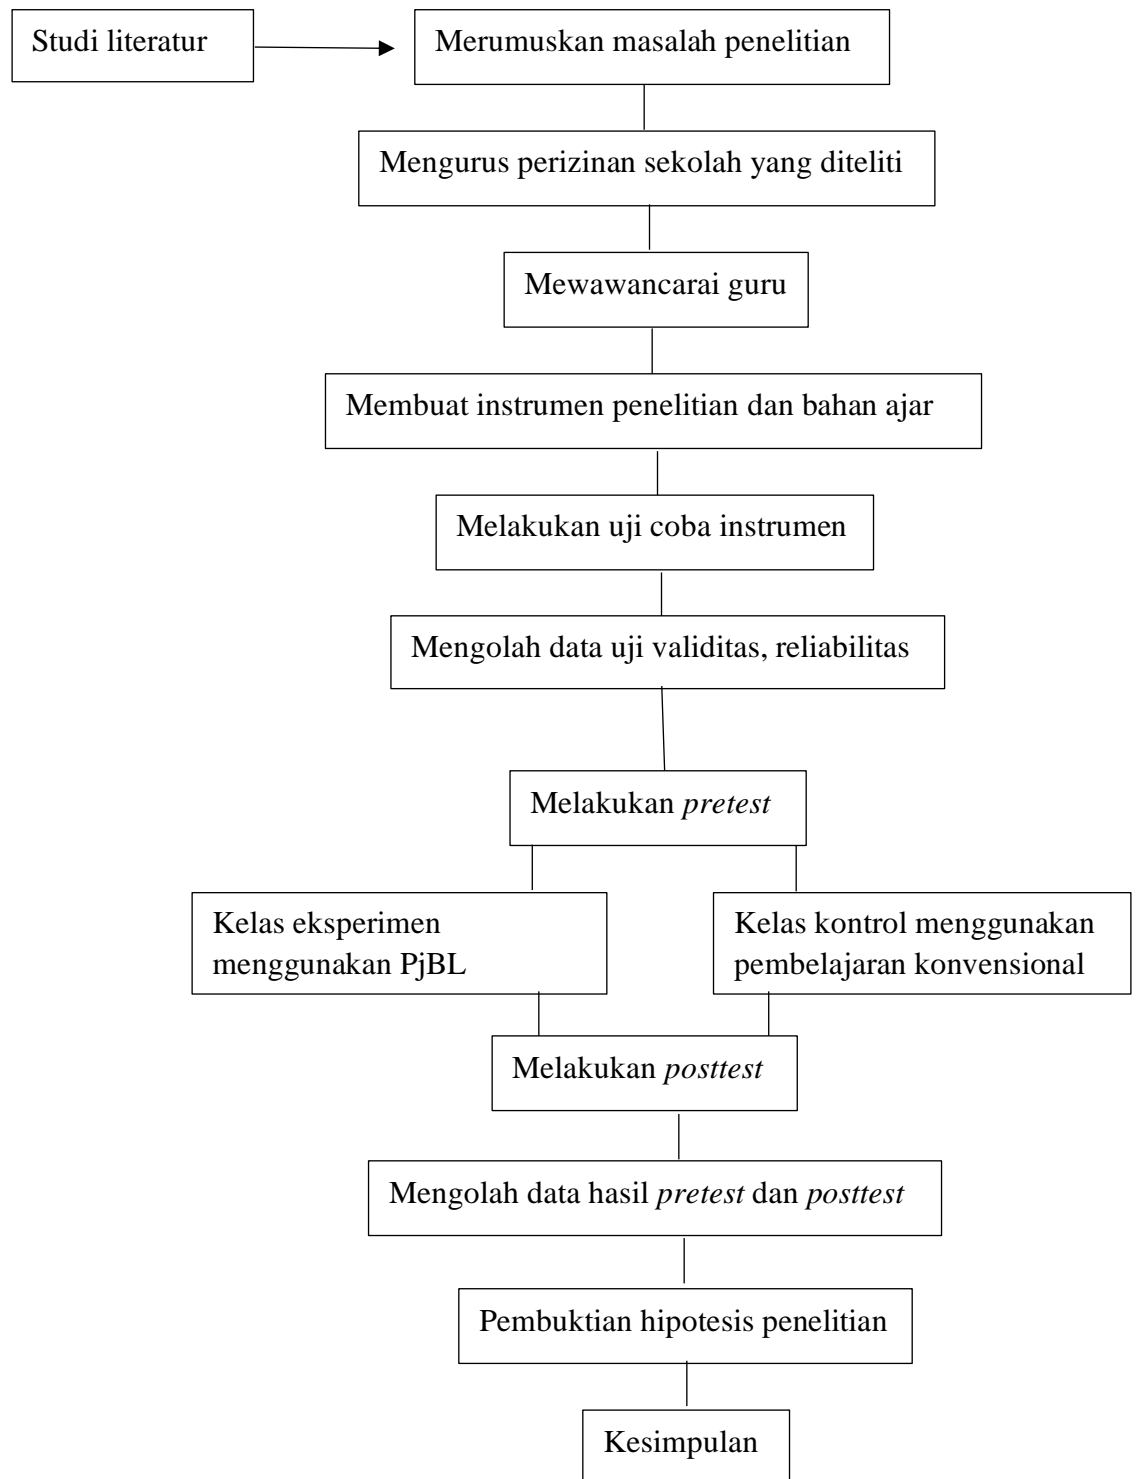 Studi literatur
Merumuskan masalah penelitian
Mengurus perizinan sekolah yang diteliti
Mewawancarai guru
Membuat instrumen penelitian dan bahan ajar
Melakukan uji coba instrumen
Mengolah data uji validitas, reliabilitas
Melakukan pretest
Kelas eksperimen
menggunakan PjBL
Kelas kontrol menggunakan
pembelajaran konvensional
Melakukan posttest
Mengolah data hasil pretest dan posttest
Pembuktian hipotesis penelitian
Kesimpulan